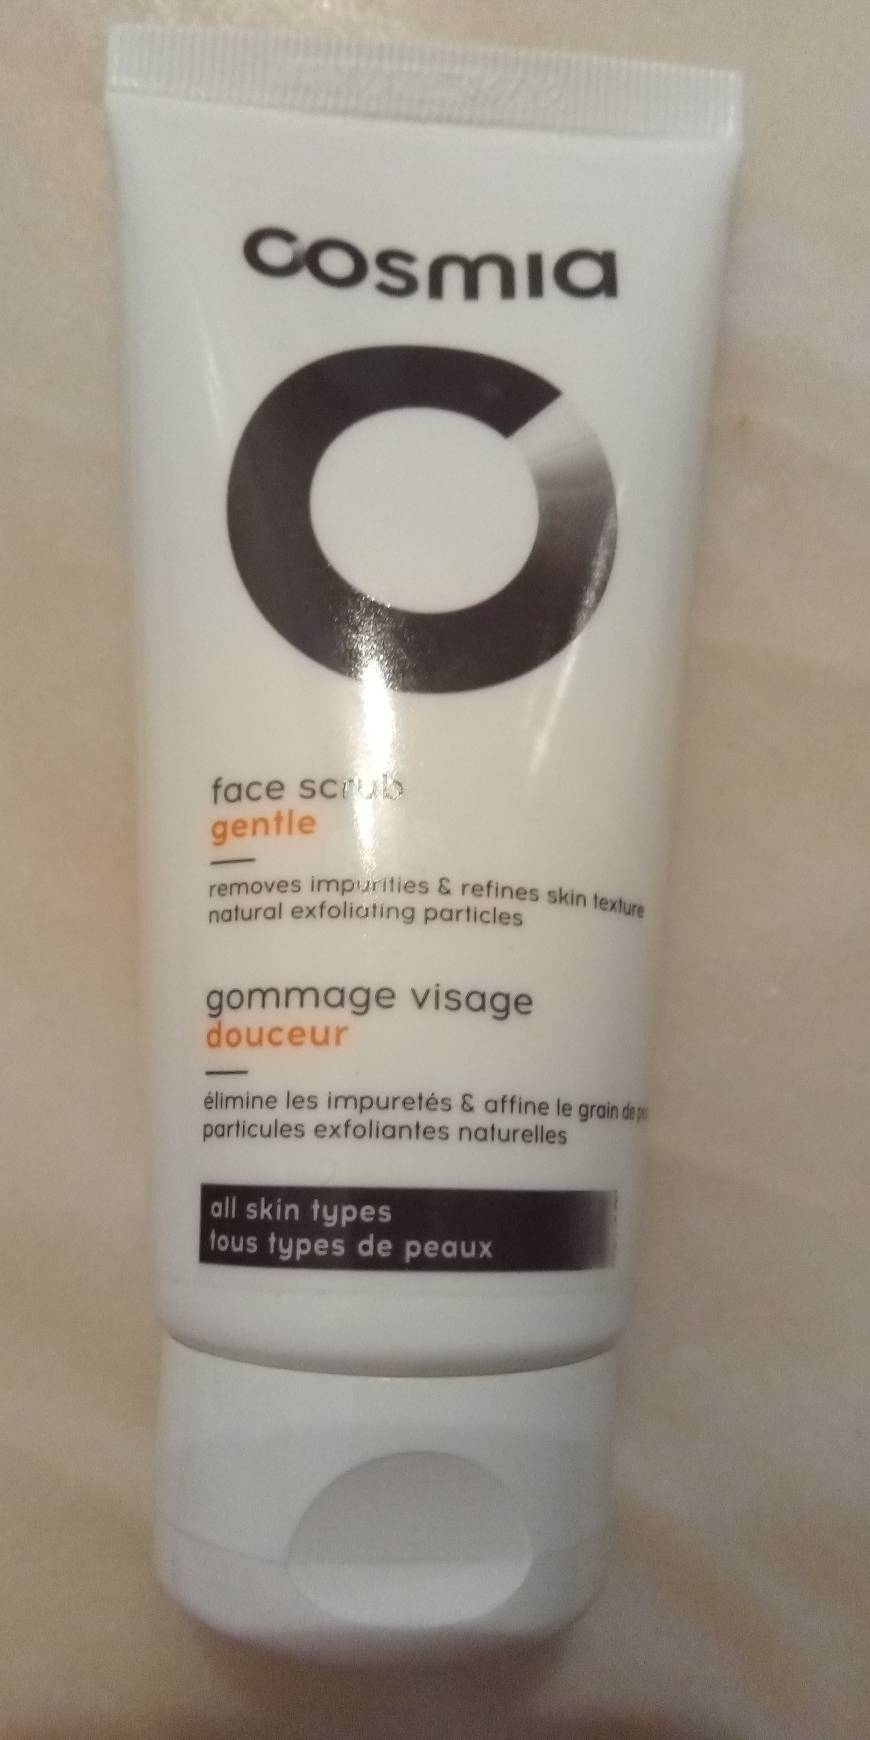 cosmia
face scrub
gentle
removes impurities & refines skin texture
natural exfoliating particles
gommage visage
douceur
élimine les impuretés & affine le grain de
particules exfoliantes naturelles
all skin types
tous types de peaux